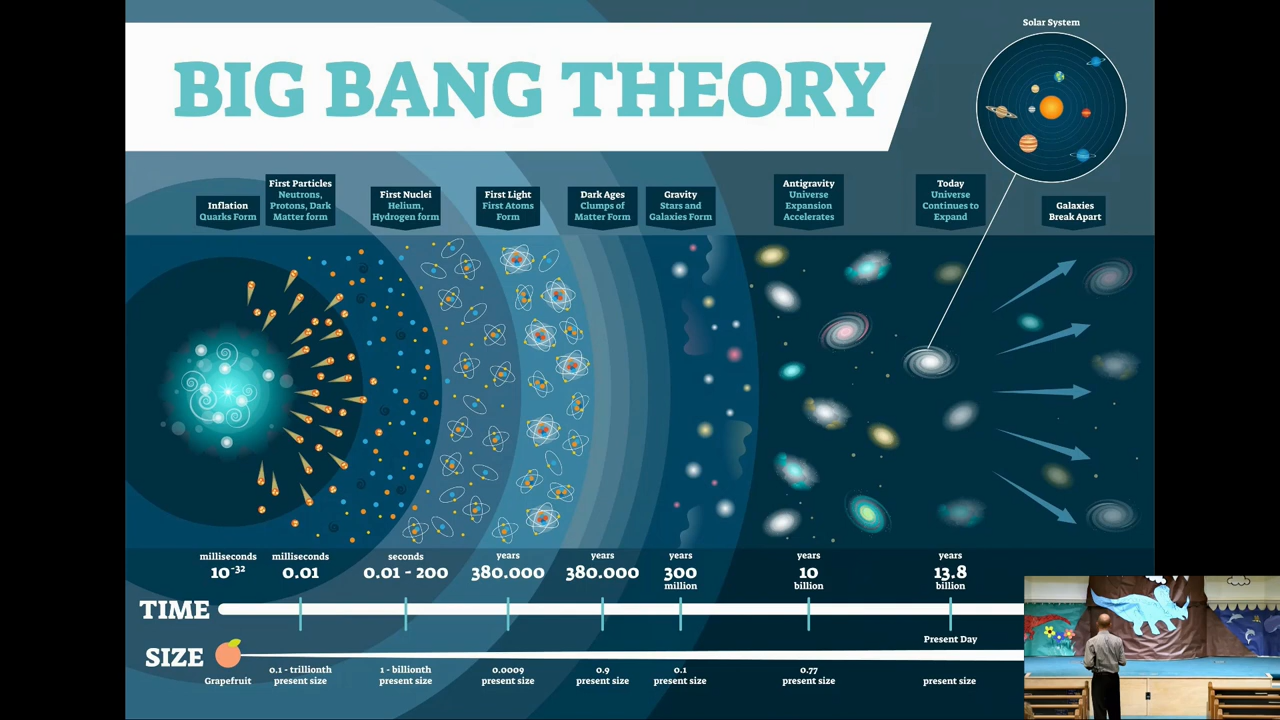 Solar System
BIG BANG THEORY
Inflation
Quarks Form
First Particles
Neutrons,
Protons, Dark
Matter form
First Nuclei
Helium,
Hydrogen form
First Light
First Atoms
Form
Dark Ages
Clumps of
Matter Form
Gravity
Stars and
Galaxies Form
Antigravity
Universe
Expansion
Accelerates
Today
Universe
Continues to
Expand
Galaxies
Break Apart
milliseconds
10⁻³²
milliseconds
0.01
seconds
0.01 - 200
years
380.000
years
380.000
years
300
million
years
10
billion
years
13.8
billion
TIME
Present Day
SIZE
Grapefruit
0.1 - trillionth
present size
1 - billionth
present size
0.0009
present size
0.9
present size
0.1
present size
0.77
present size
present size